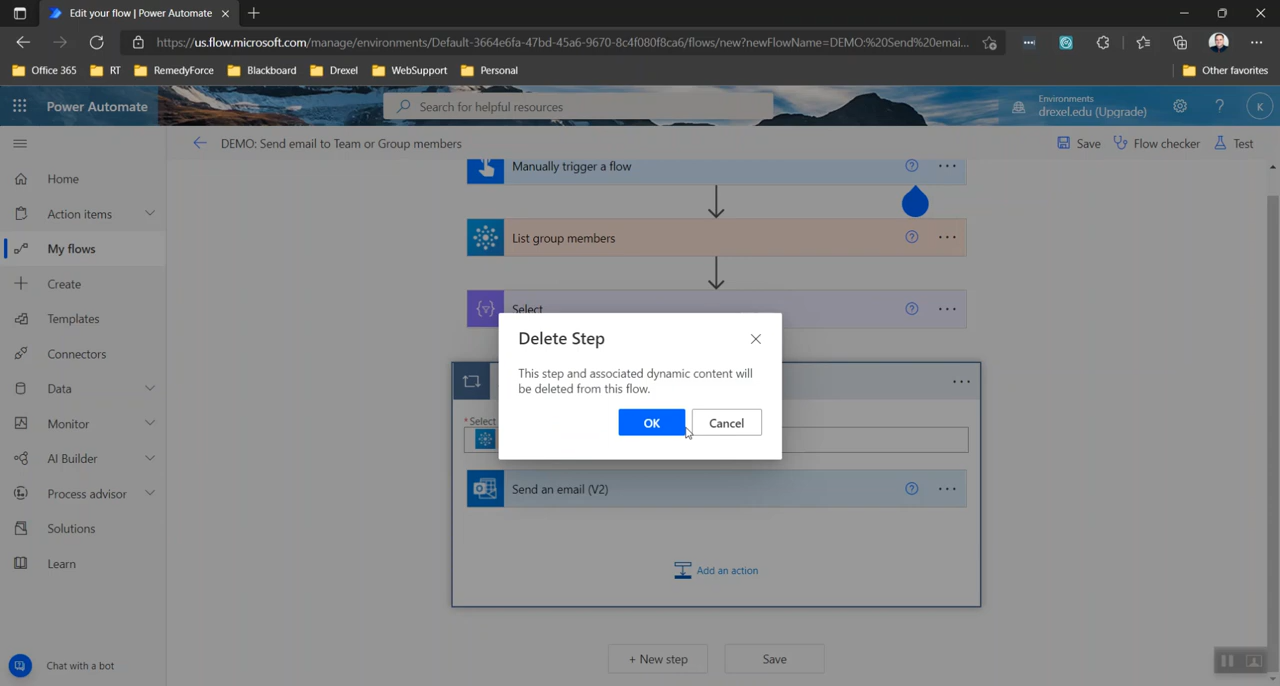 Edit your flow | Power Automate
https://us.flow.microsoft.com/manage/environments/Default-3664e6fa-47bd-45a6-9670-8c4f080f8ca6/flows/new?newFlowName=DEMO:%20Send%20emai...
Office 365 RT RemedyForce Blackboard Drexel WebSupport Personal Other favorites
Power Automate
Search for helpful resources
Environments
drexel.edu (Upgrade)
K
DEMO: Send email to Team or Group members
Save Flow checker Test
Home
Action items
My flows
Create
Templates
Connectors
Data
Monitor
AI Builder
Process advisor
Solutions
Learn
Chat with a bot
Manually trigger a flow
List group members
Select
Delete Step
This step and associated dynamic content will
be deleted from this flow.
OK Cancel
* Select
Send an email (V2)
Add an action
+ New step Save